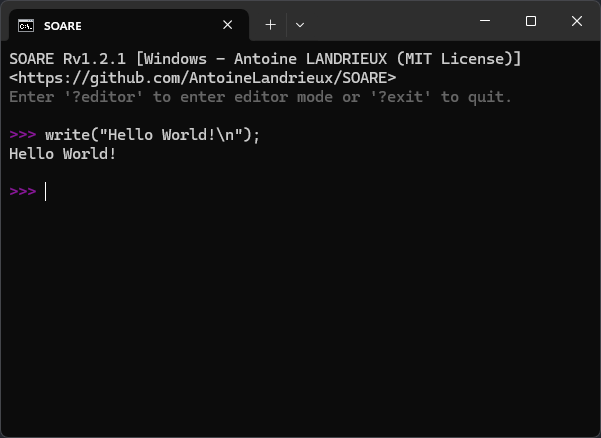 SOARE
SOARE Rv1.2.1 [Windows - Antoine LANDRIEUX (MIT License)]
<https://github.com/AntoineLandrieux/SOARE>
Enter '?editor' to enter editor mode or '?exit' to quit.
>>> write("Hello World!\n");
Hello World!
>>>